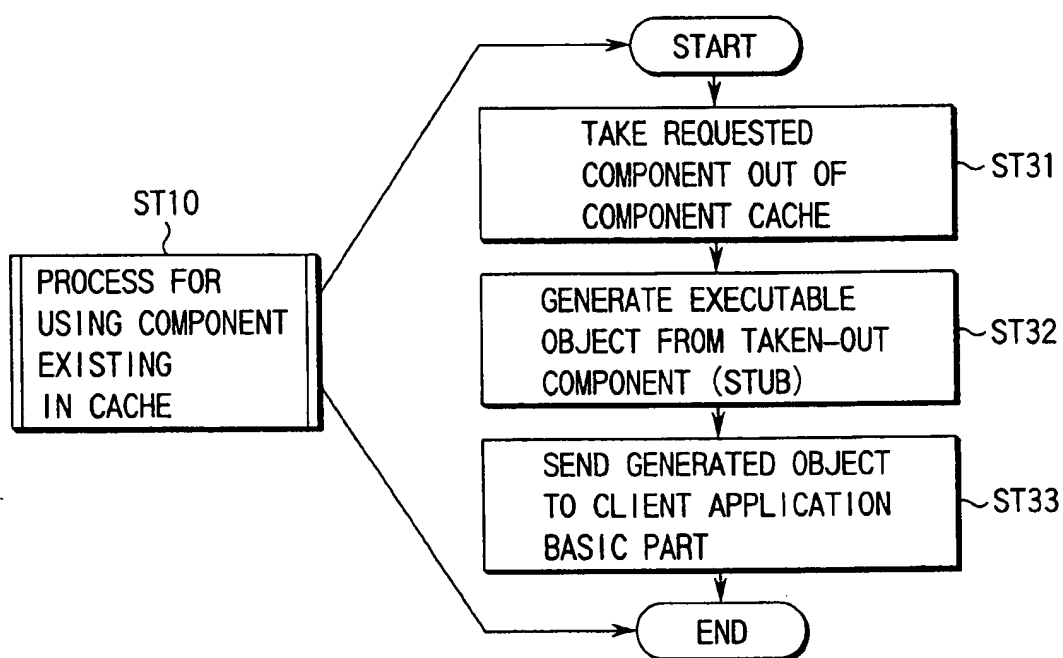 ST10
PROCESS FOR
USING COMPONENT
EXISTING
IN CACHE
START
TAKE REQUESTED
COMPONENT OUT OF
COMPONENT CACHE
ST31
GENERATE EXECUTABLE
OBJECT FROM TAKEN-OUT
COMPONENT (STUB)
ST32
SEND GENERATED OBJECT
TO CLIENT APPLICATION
BASIC PART
ST33
END